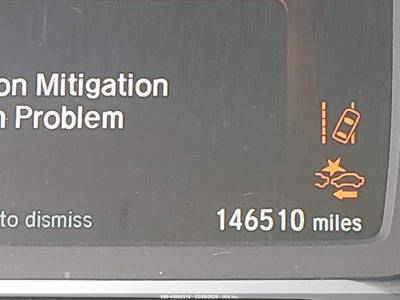 on Mitigation
n Problem
to dismiss
146510 miles